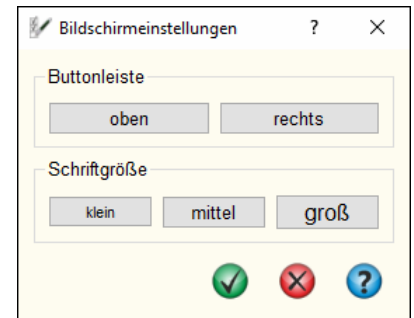 Bildschirmeinstellungen ?
Buttonleiste
oben rechts
Schriftgröße
klein mittel groß
?